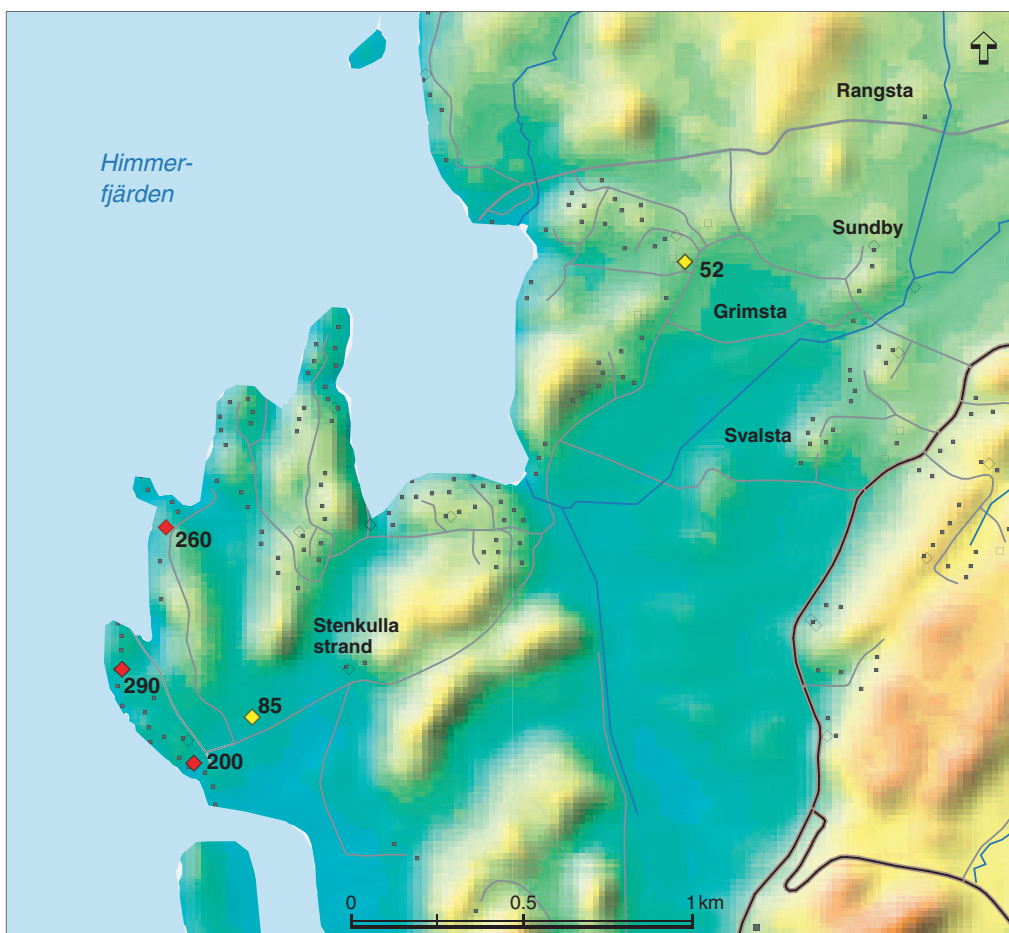 Rangsta
Himmer-
fjärden
Sundby
52
Grimsta
Svalsta
260
Stenkulla
strand
290
85
200
0
0.5
1 km